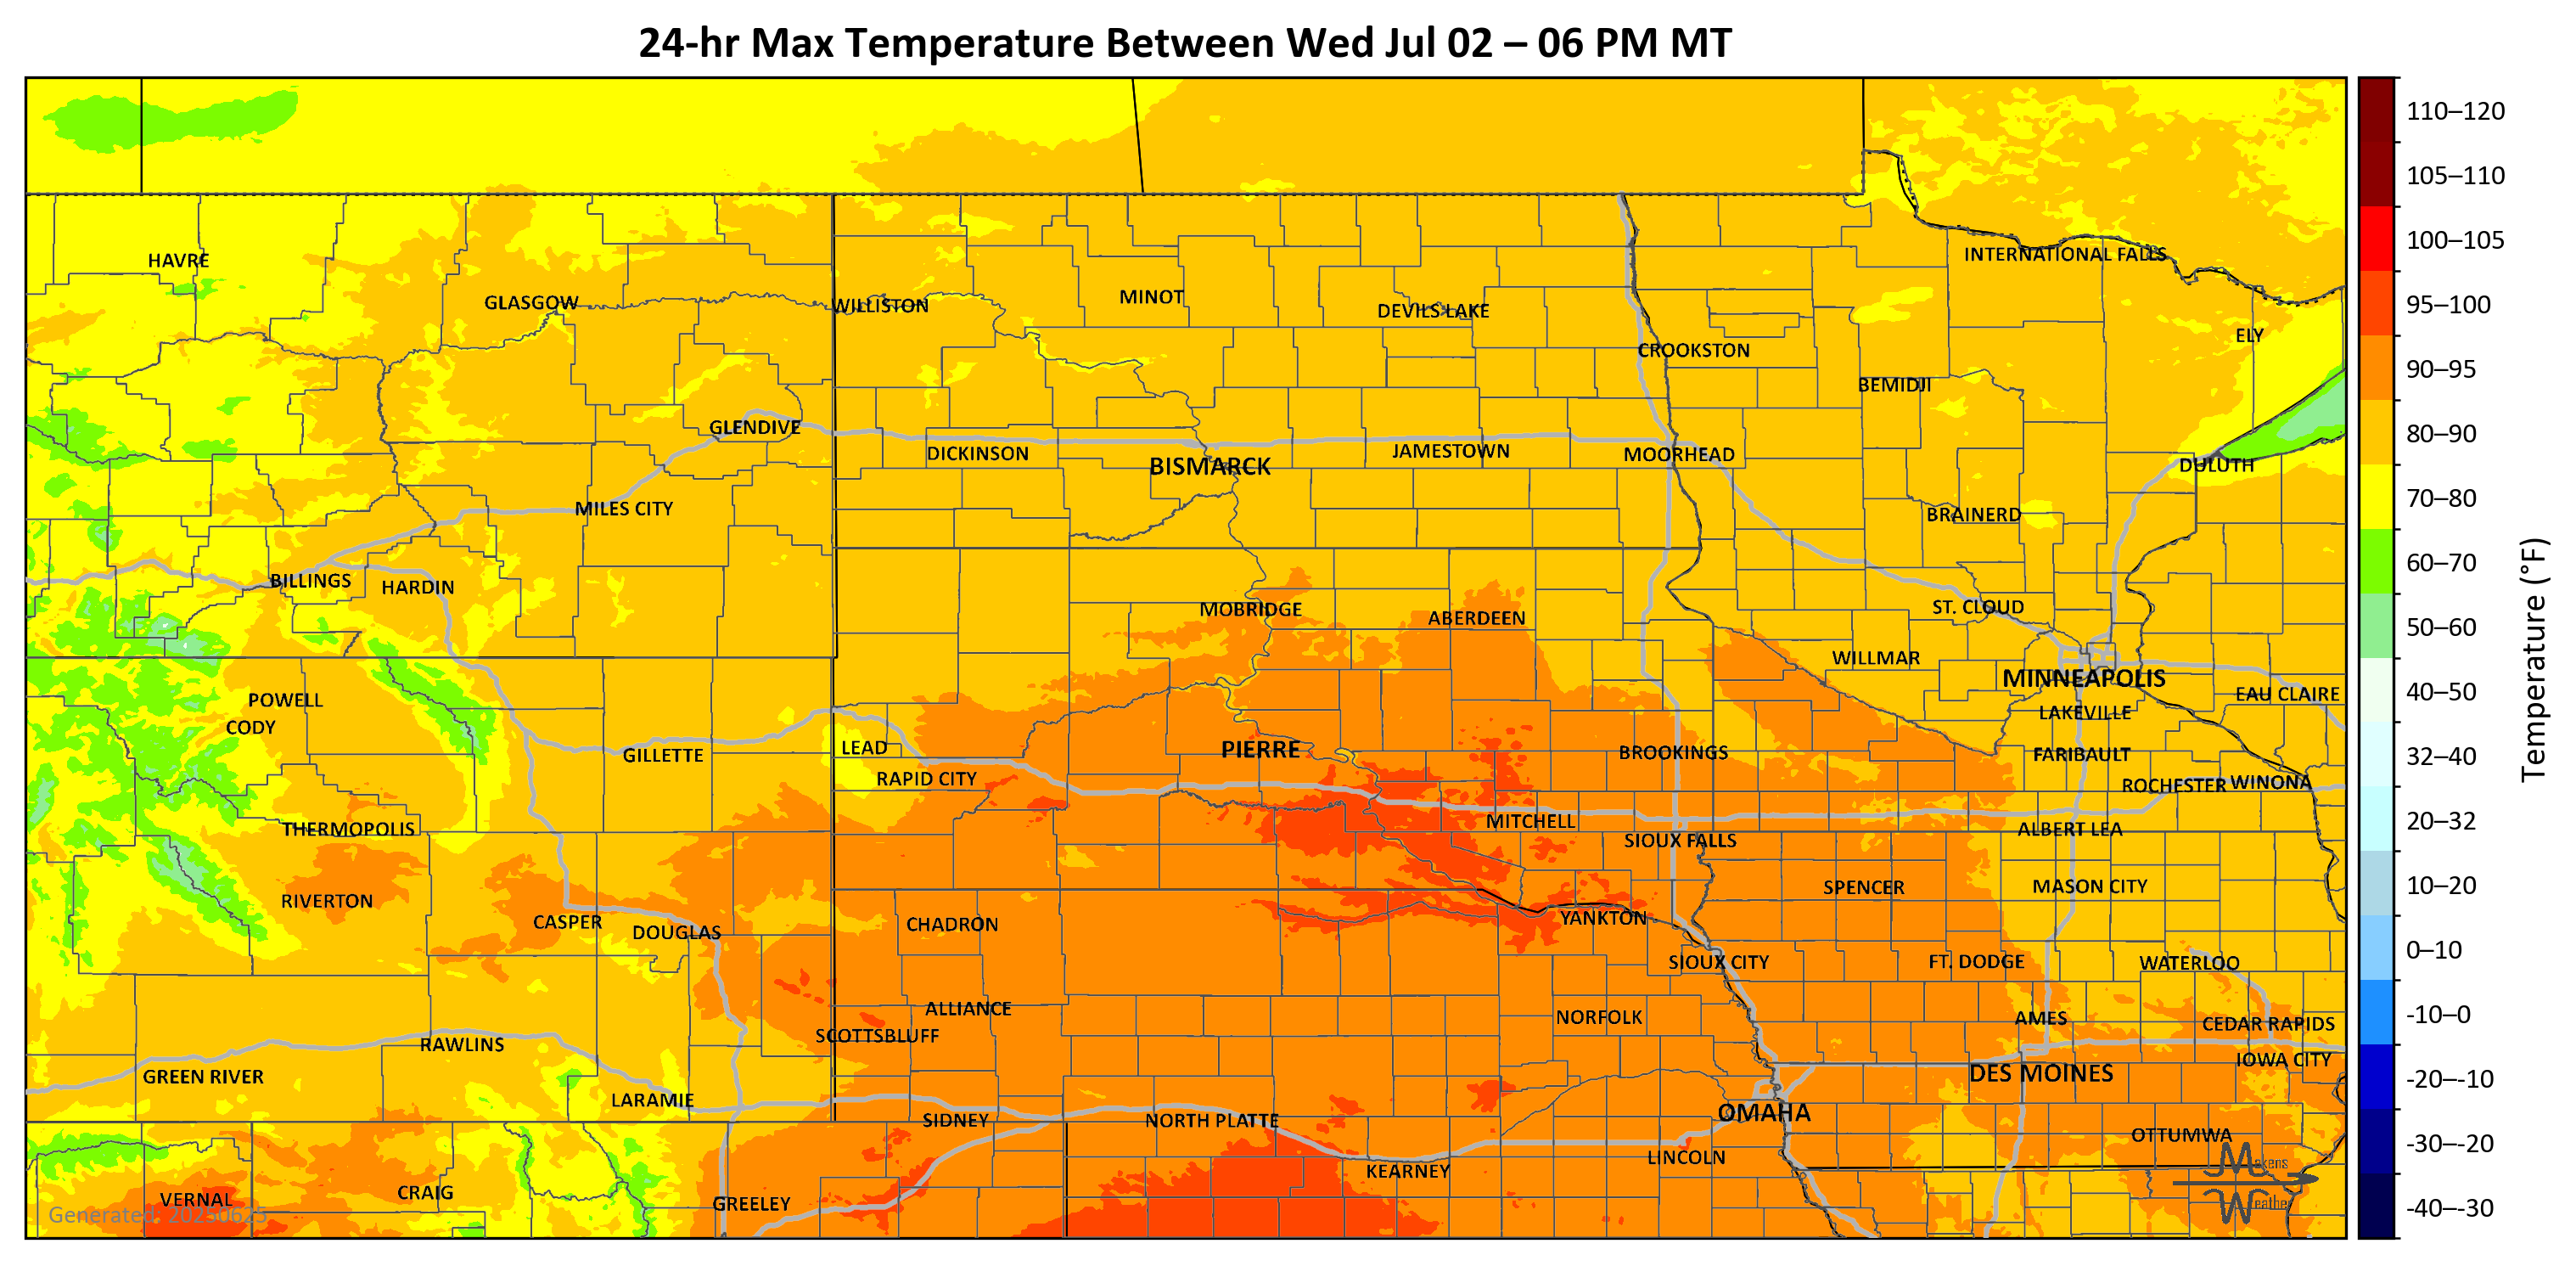 24-hr Max Temperature Between Wed Jul 02 – 06 PM MT
HAVRE
INTERNATIONAL FALLS
GLASGOW
WILLISTON
MINOT
DEVILS LAKE
ELY
CROOKSTON
BEMIDJI
GLENDIVE
DICKINSON
BISMARCK
JAMESTOWN
MOORHEAD
DULUTH
MILES CITY
BRAINERD
BILLINGS
HARDIN
MOBRIDGE
ABERDEEN
ST. CLOUD
WILLMAR
MINNEAPOLIS
POWELL
EAU CLAIRE
CODY
LAKEVILLE
GILLETTE
LEAD
PIERRE
BROOKINGS
FARIBAULT
RAPID CITY
ROCHESTER
WINONA
THERMOPOLIS
MITCHELL
SIOUX FALLS
ALBERT LEA
RIVERTON
SPENCER
MASON CITY
CASPER
DOUGLAS
CHADRON
YANKTON
SIOUX CITY
FT. DODGE
WATERLOO
ALLIANCE
NORFOLK
AMES
CEDAR RAPIDS
SCOTTSBLUFF
RAWLINS
IOWA CITY
GREEN RIVER
DES MOINES
LARAMIE
SIDNEY
NORTH PLATTE
OMAHA
OTTUMWA
KEARNEY
LINCOLN
VERNAL
CRAIG
GREELEY
Generated: 20250625
Makens
Weather
110–120
105–110
100–105
95–100
90–95
80–90
70–80
60–70
50–60
40–50
32–40
20–32
10–20
0–10
-10–0
-20–-10
-30–-20
-40–-30
Temperature (°F)